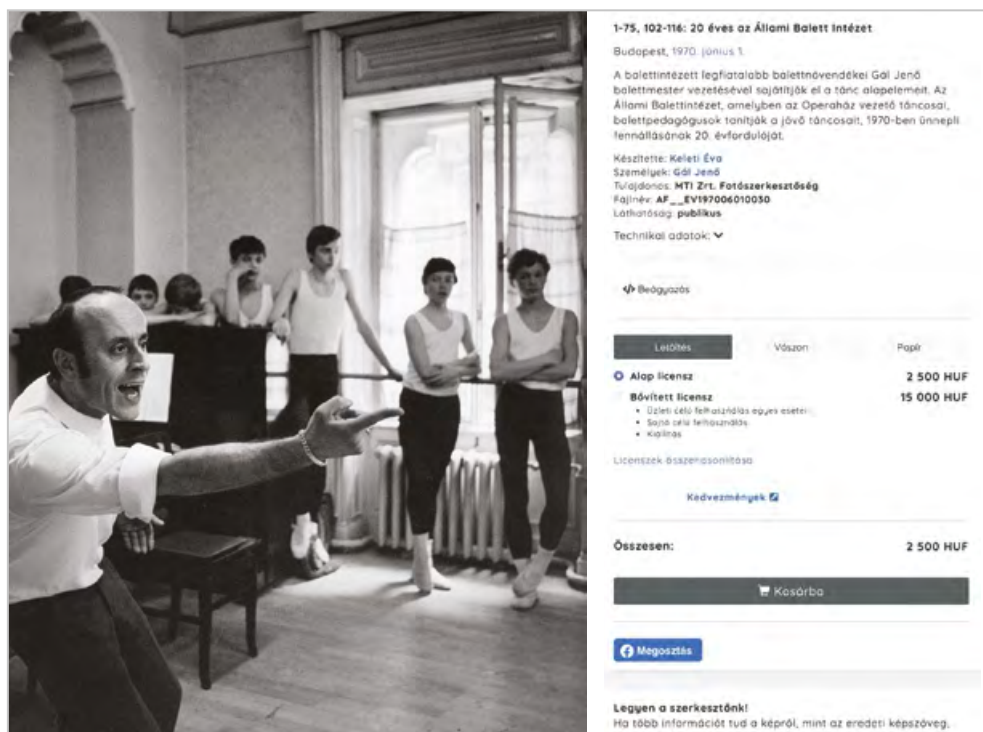 1-75, 102-116: 20 éves az Állami Balett Intézet
Budapest, 1970. június 1.
A balettintézett legfiatalabb balettnövendékei Gál Jenő
balettmester vezetésével sajátítják el a tánc alapelemeit. Az
Állami Balettintézet, amelyben az Operaház vezető táncosai,
balettpedagógusok tanítják a jövő táncosait, 1970-ben ünnepli
fennállásának 20. évfordulóját.
Készítette: Keleti Éva
Személyek: Gál Jenő
Tulajdonos: MTI Zrt. Fotószerkesztőség
Fájlnév: AF__EV197006010030
Láthatóság: publikus
Technikai adatok:
</> Beágyazás
Letöltés Vászon Papír
Alap licensz 2 500 HUF
Bővített licensz 15 000 HUF
• Üzleti célú felhasználás egyes esetei
• Sajtó célú felhasználás
• Kiállítás
Licenszek összehasonlítása
Kedvezmények
Összesen: 2 500 HUF
Kosárba
Megosztás
Legyen a szerkesztőnk!
Ha több információt tud a képről, mint az eredeti képszöveg,